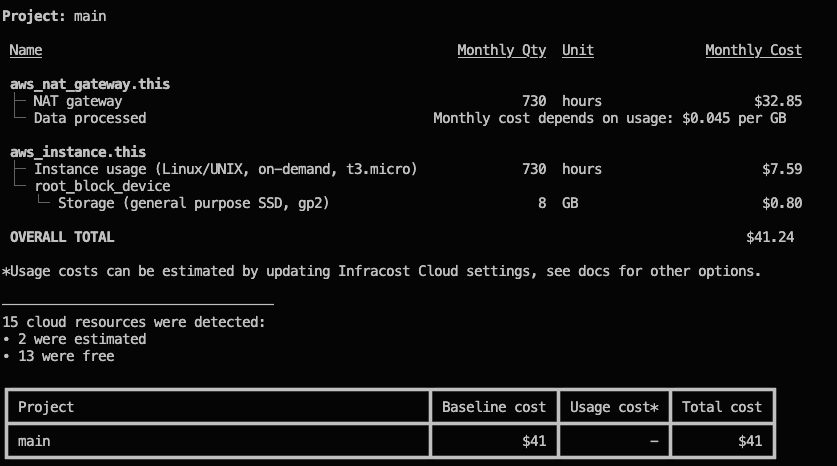 Project: main
Name Monthly Qty Unit Monthly Cost
aws_nat_gateway.this
├─ NAT gateway 730 hours $32.85
└─ Data processed Monthly cost depends on usage: $0.045 per GB
aws_instance.this
├─ Instance usage (Linux/UNIX, on-demand, t3.micro) 730 hours $7.59
└─ root_block_device
└─ Storage (general purpose SSD, gp2) 8 GB $0.80
OVERALL TOTAL $41.24
*Usage costs can be estimated by updating Infracost Cloud settings, see docs for other options.
──────────────────────────────────
15 cloud resources were detected:
• 2 were estimated
• 13 were free
Project Baseline cost Usage cost* Total cost
main $41 – $41